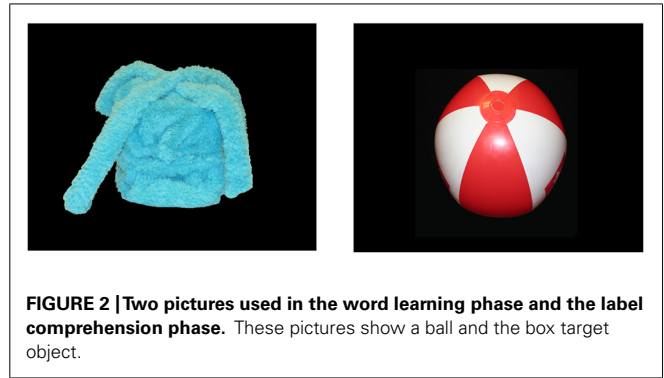 FIGURE 2 | Two pictures used in the word learning phase and the label
comprehension phase. These pictures show a ball and the box target
object.